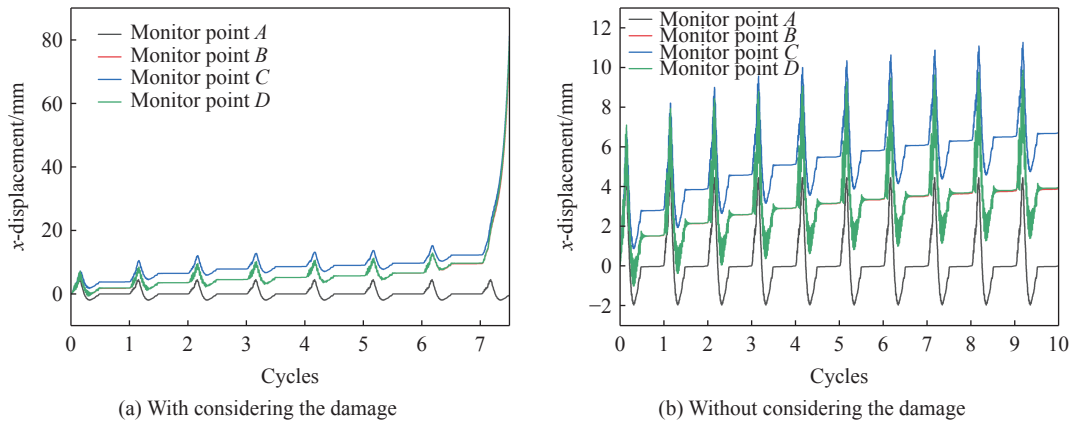 Monitor point A
Monitor point B
Monitor point C
Monitor point D
80
60
40
20
0
x-displacement/mm
0 1 2 3 4 5 6 7
Cycles
(a) With considering the damage
Monitor point A
Monitor point B
Monitor point C
Monitor point D
12
10
8
6
4
2
0
−2
x-displacement/mm
0 1 2 3 4 5 6 7 8 9 10
Cycles
(b) Without considering the damage